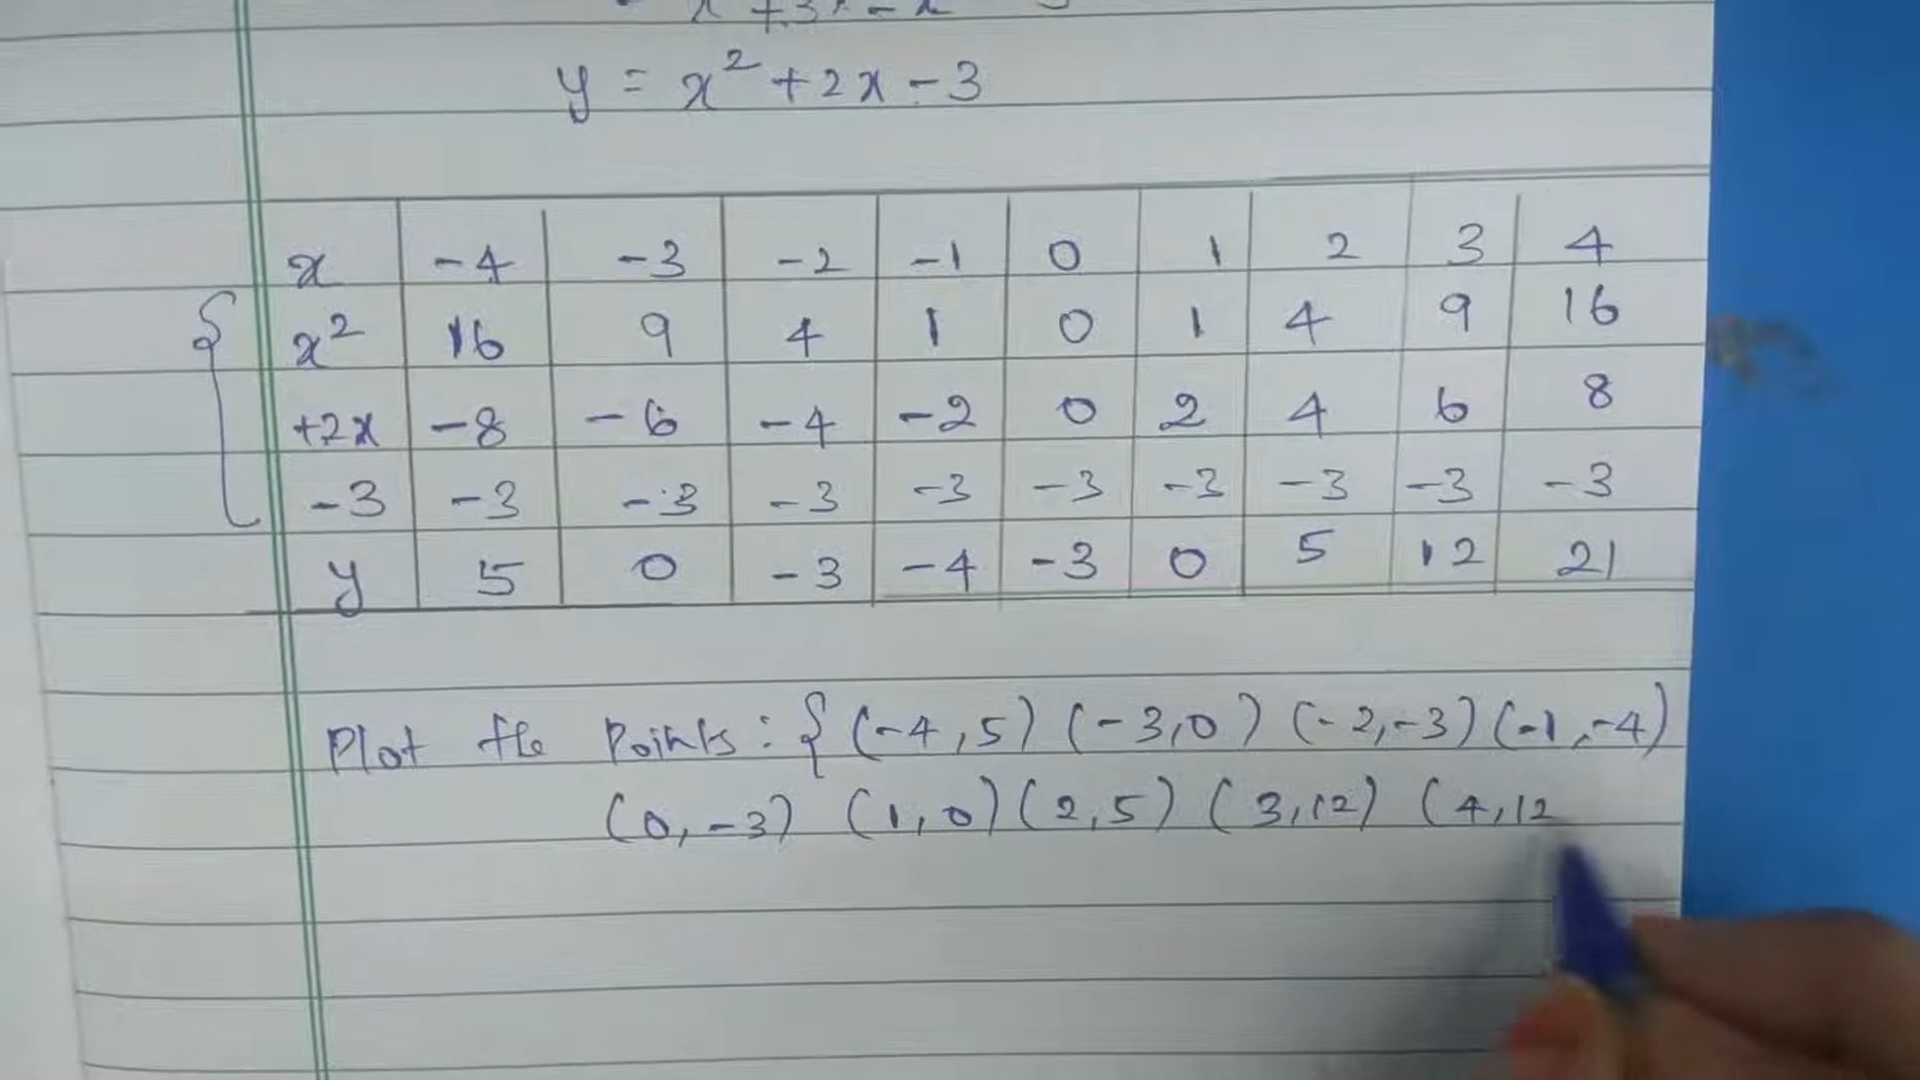 y = x² + 2x - 3
x -4 -3 -2 -1 0 1 2 3 4
x² 16 9 4 1 0 1 4 9 16
+2x -8 -6 -4 -2 0 2 4 6 8
-3 -3 -3 -3 -3 -3 -3 -3 -3 -3
y 5 0 -3 -4 -3 0 5 12 21
Plot the Points: { (-4,5) (-3,0) (-2,-3) (-1,-4)
(0,-3) (1,0) (2,5) (3,12) (4,12